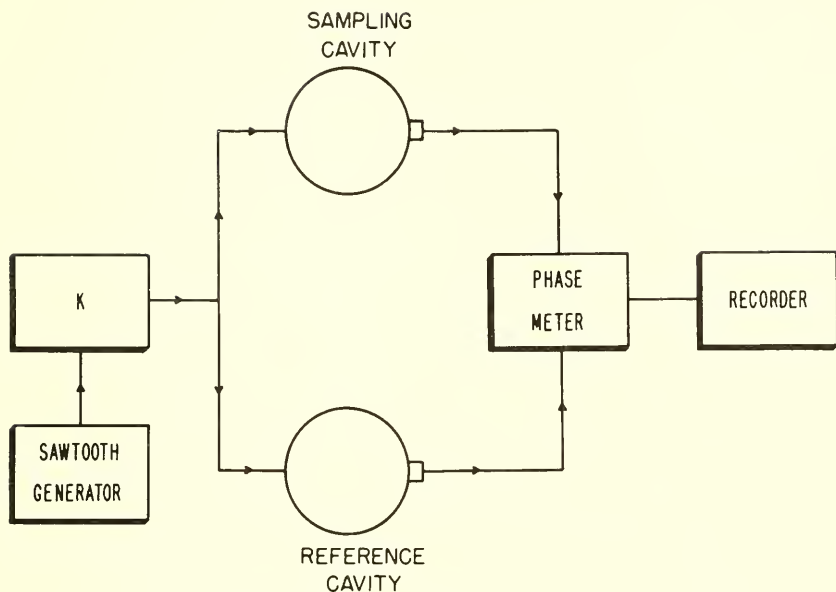 SAMPLING
CAVITY
K
PHASE
METER
RECORDER
SAWTOOTH
GENERATOR
REFERENCE
CAVITY